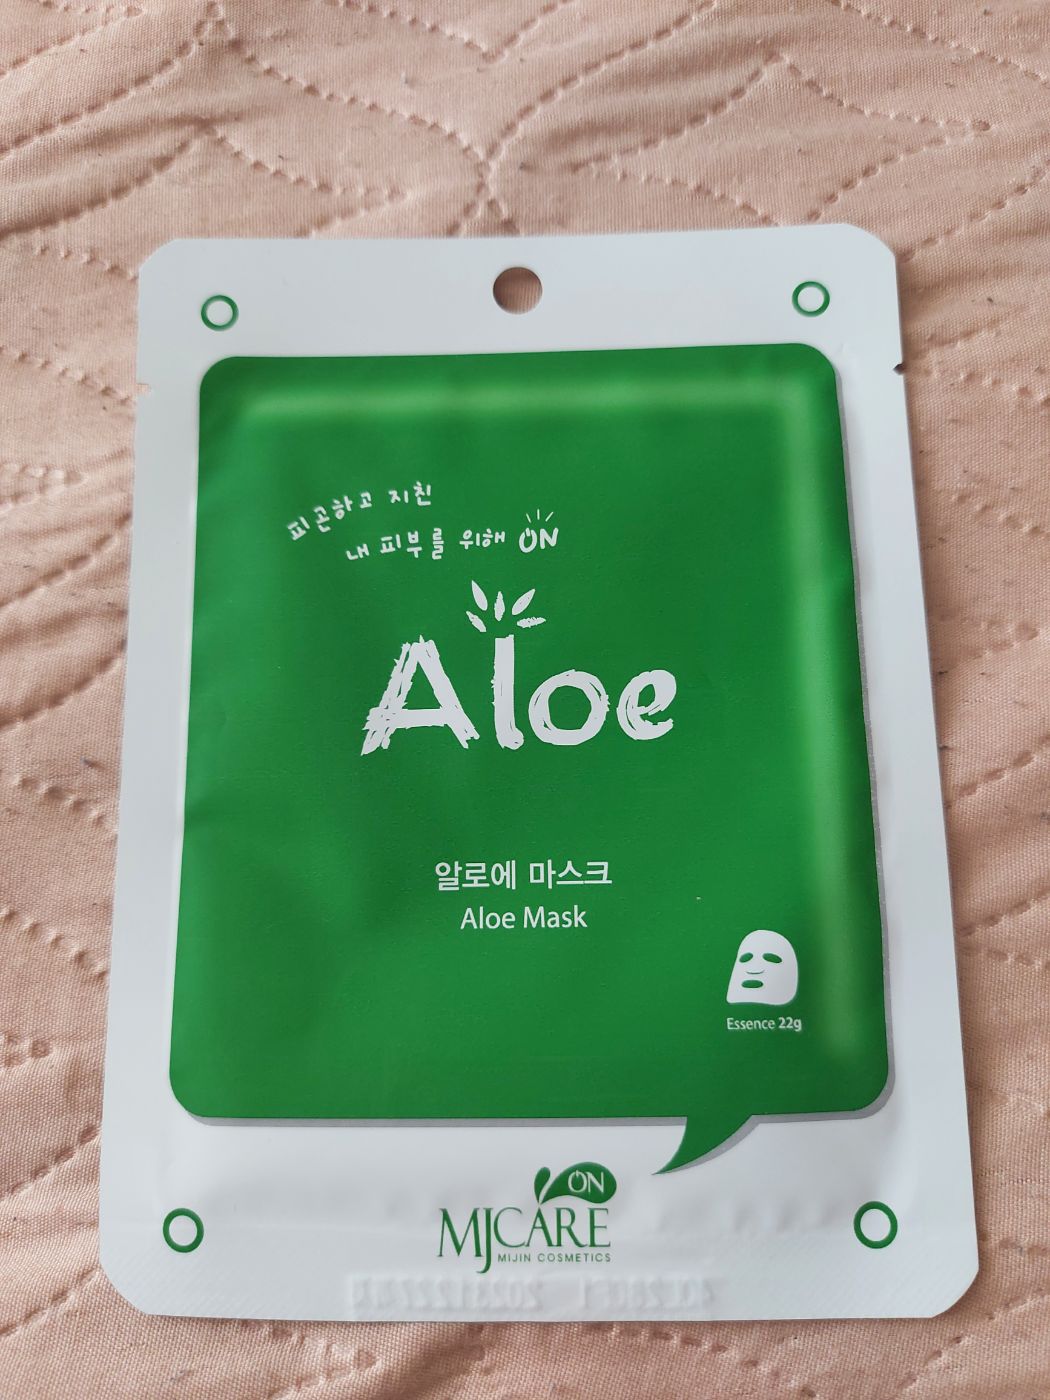 피곤하고 지친
내 피부를 위해 ON
Aloe
알로에 마스크
Aloe Mask
Essence 22g
ON
MJCARE
MIJIN COSMETICS